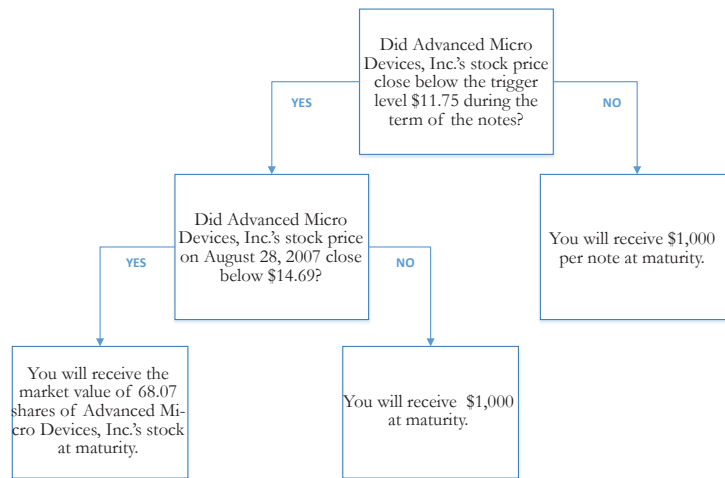 Did Advanced Micro
Devices, Inc.'s stock price
close below the trigger
level $11.75 during the
term of the notes?
YES
NO
Did Advanced Micro
Devices, Inc.'s stock price
on August 28, 2007 close
below $14.69?
You will receive $1,000
per note at maturity.
YES
NO
You will receive the
market value of 68.07
shares of Advanced Mi-
cro Devices, Inc.'s stock
at maturity.
You will receive $1,000
at maturity.